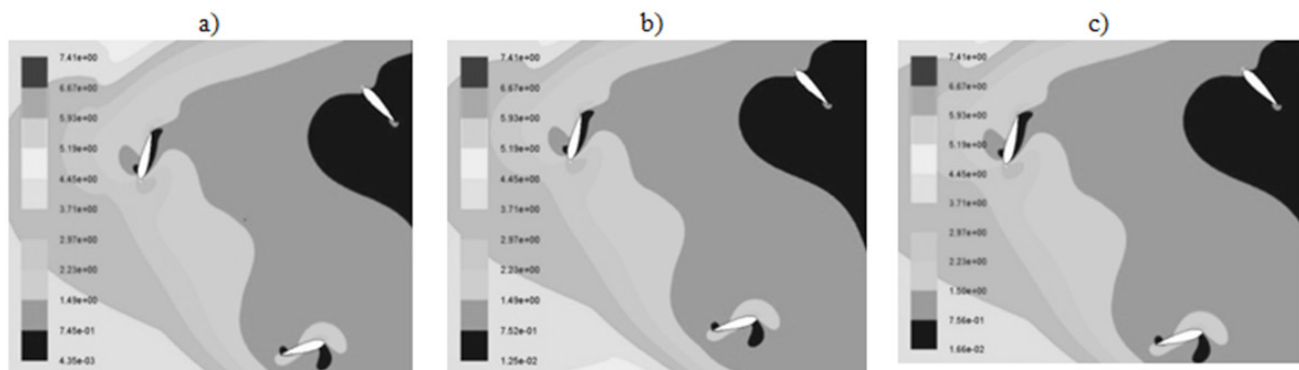 a)
7.41e+00
6.67e+00
5.93e+00
5.19e+00
4.45e+00
3.71e+00
2.97e+00
2.23e+00
1.49e+00
7.45e-01
4.35e-03
b)
7.41e+00
6.67e+00
5.93e+00
5.19e+00
4.45e+00
3.71e+00
2.97e+00
2.23e+00
1.49e+00
7.52e-01
1.25e-02
c)
7.41e+00
6.67e+00
5.93e+00
5.19e+00
4.45e+00
3.71e+00
2.97e+00
2.23e+00
1.50e+00
7.56e-01
1.66e-02